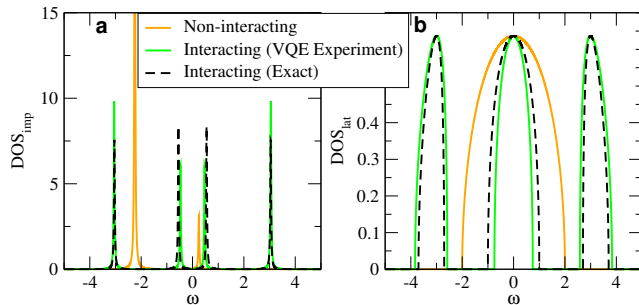 a
b
Non-interacting
Interacting (VQE Experiment)
Interacting (Exact)
15
10
5
0
DOS_imp
-4 -2 0 2 4
ω
0.4
0.3
0.2
0.1
0
DOS_lat
-4 -2 0 2 4
ω